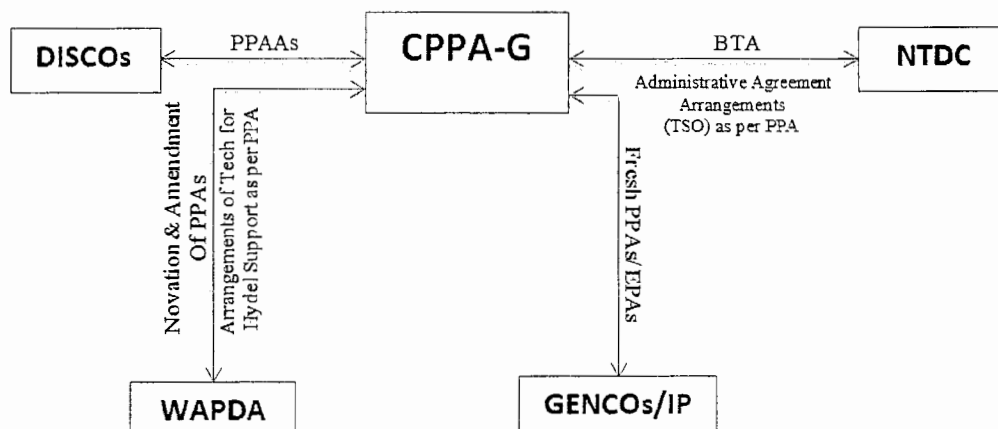 DISCOs
PPAAs
CPPA-G
BTA
NTDC
Administrative Agreement
Arrangements
(TSO) as per PPA
Novation & Amendment
Of PPAs
Arrangements of Tech for
Hydel Support as per PPA
Fresh PPAs/ EPAs
WAPDA
GENCOs/IP